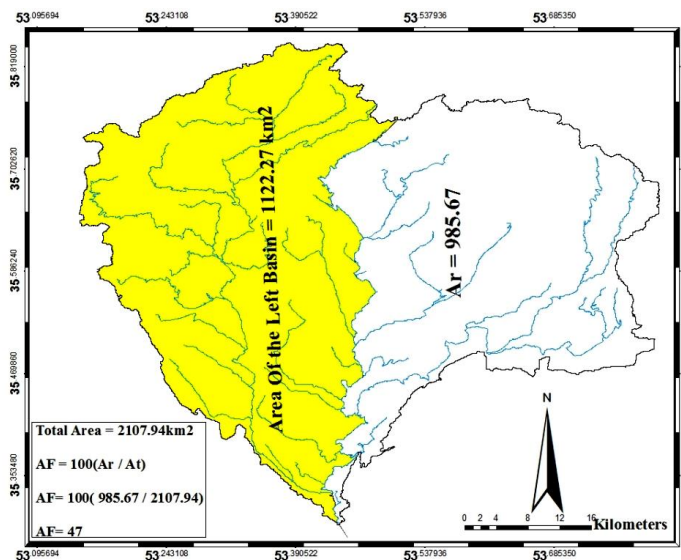 53.095694 53.243108 53.390522 53.537936 53.685350
35.819000
35.702620
35.586240
35.469860
35.353480
Area Of the Left Basin = 1122.27 km2
Ar = 985.67
Total Area = 2107.94km2
AF = 100(Ar / At)
AF= 100( 985.67 / 2107.94)
AF= 47
N
0 2 4 8 12 16 Kilometers
53.095694 53.243108 53.390522 53.537936 53.685350